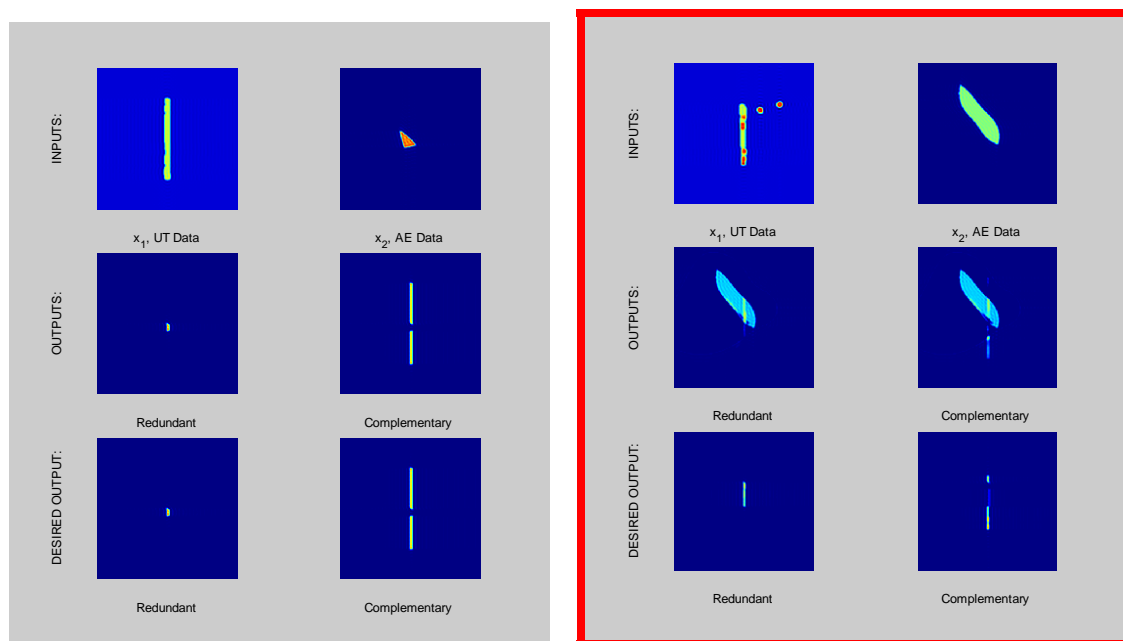 INPUTS:
x1, UT Data
x2, AE Data
OUTPUTS:
Redundant
Complementary
DESIRED OUTPUT:
Redundant
Complementary
INPUTS:
x1, UT Data
x2, AE Data
OUTPUTS:
Redundant
Complementary
DESIRED OUTPUT:
Redundant
Complementary